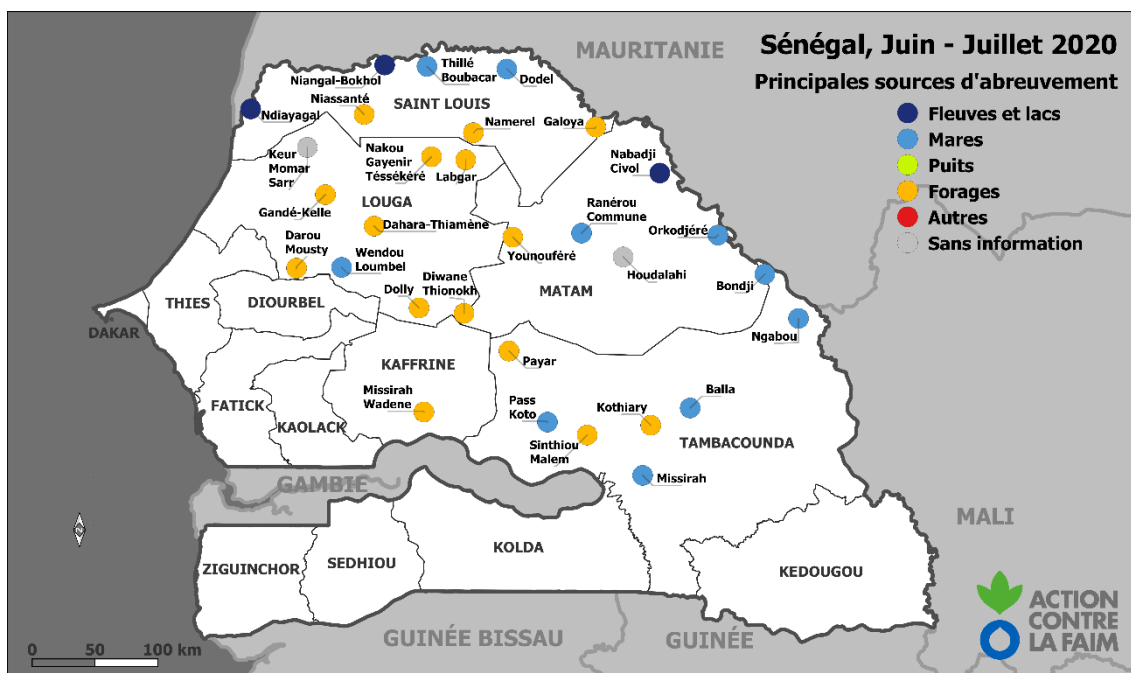 MAURITANIE
Sénégal, Juin - Juillet 2020
Principales sources d'abreuvement
Fleuves et lacs
Mares
Puits
Forages
Autres
Sans information
Niangal-Bokhol
Thillé
Boubacar
Dodel
Niassanté
SAINT LOUIS
Ndiayagal
Namerel
Galoya
Keur
Momar
Sarr
Nakou
Gayenir
Téssékéré
Labgar
Nabadji
Civol
Gandé-Kelle
LOUGA
Ranérou
Commune
Orkodjéré
Dahara-Thiamène
Darou
Mousty
Wendou
Loumbel
Younouféré
Houdalahi
Diwane
Thionokh
Bondji
Dolly
MATAM
THIES
DIOURBEL
DAKAR
Ngabou
KAFFRINE
Payar
Missirah
Wadene
FATICK
KAOLACK
Pass
Koto
Kothiary
Balla
Sinthiou
Malem
TAMBACOUNDA
Missirah
GAMBIE
MALI
N
KOLDA
SEDHIOU
ZIGUINCHOR
KEDOUGOU
GUINÉE BISSAU
GUINÉE
ACTION
CONTRE
LA FAIM
0 50 100 km